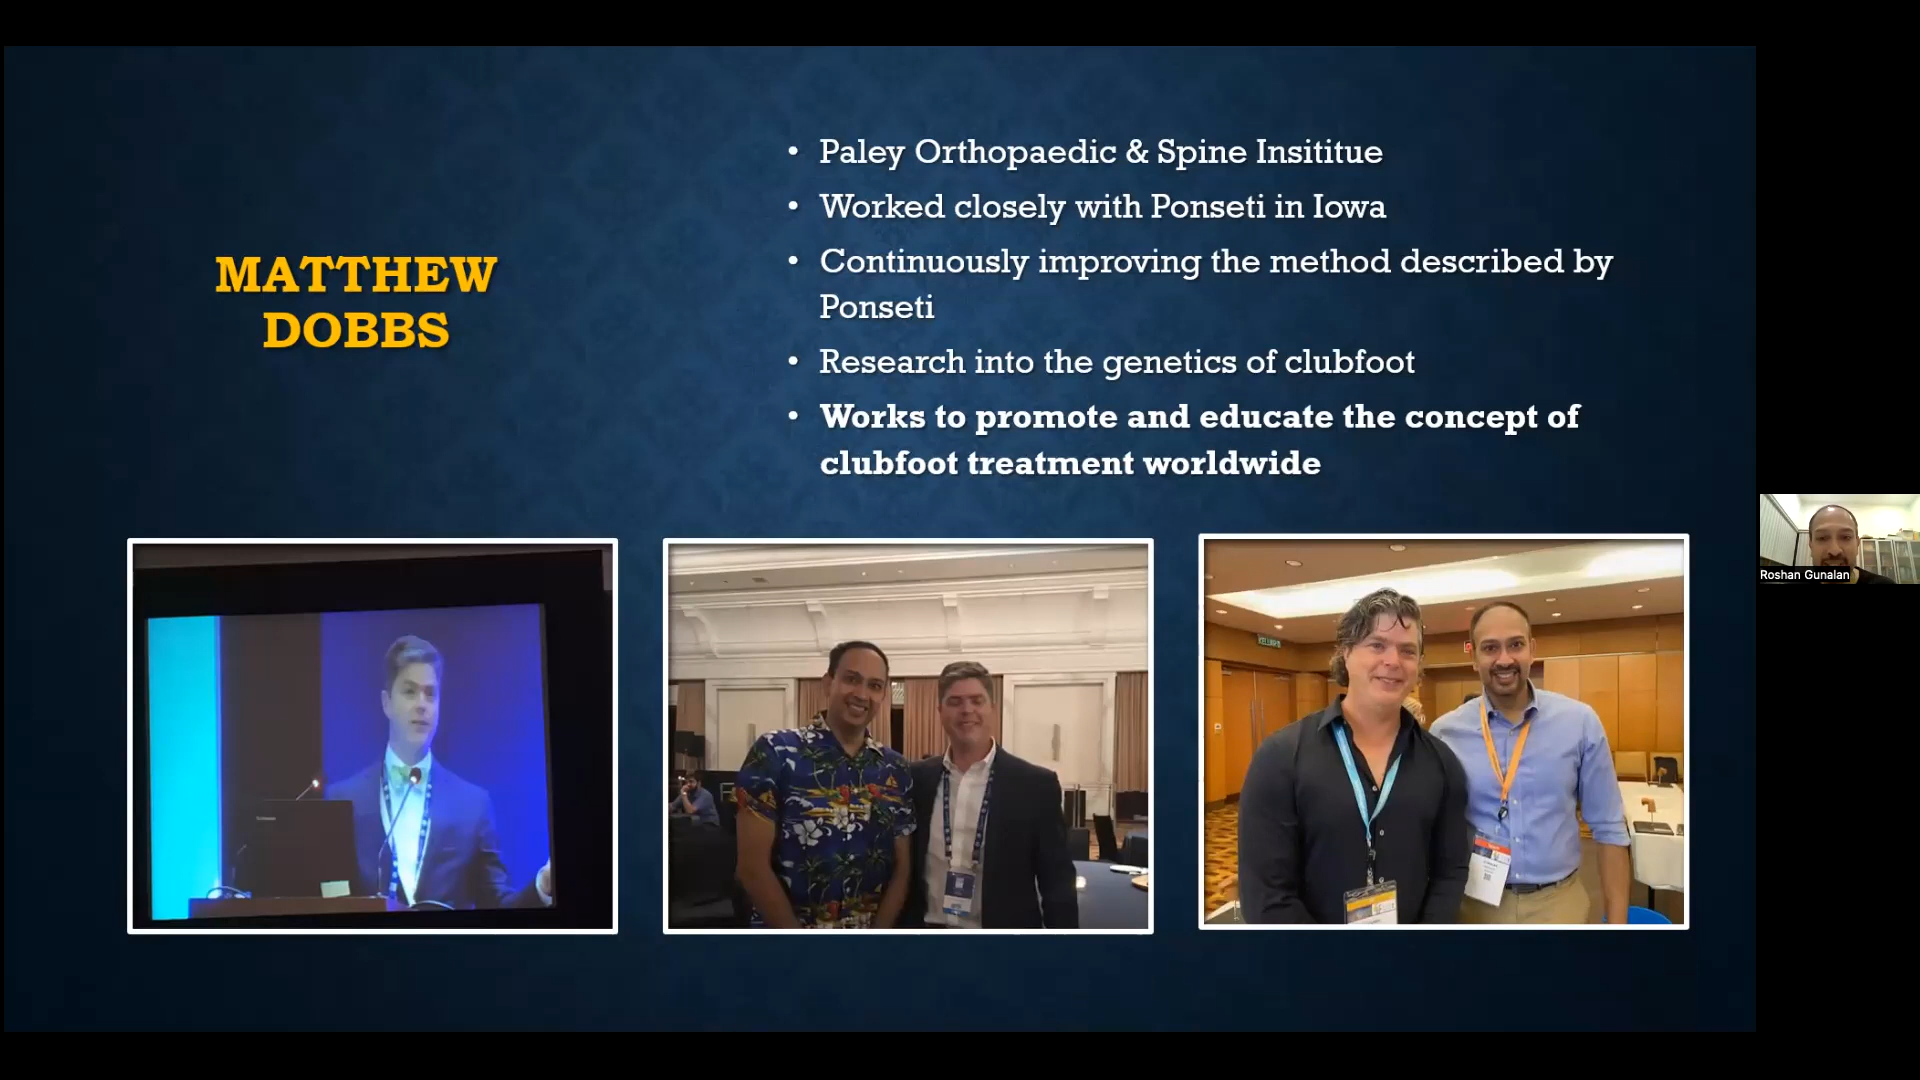 MATTHEW
DOBBS
• Paley Orthopaedic & Spine Insititue
• Worked closely with Ponseti in Iowa
• Continuously improving the method described by
Ponseti
• Research into the genetics of clubfoot
• Works to promote and educate the concept of
clubfoot treatment worldwide
Roshan Gunalan